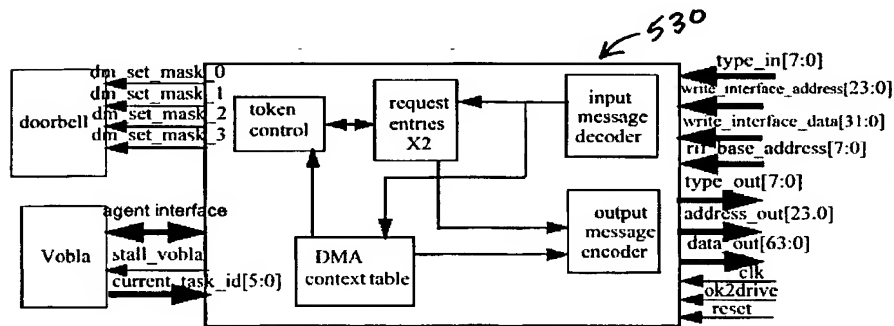 530
dm_set_mask_0
dm_set_mask_1
dm_set_mask_2
dm_set_mask_3
doorbell
token
control
request
entries
X2
input
message
decoder
type_in[7:0]
write_interface_address[23:0]
write_interface_data[31:0]
rif_base_address[7:0]
type_out[7:0]
address_out[23:0]
data_out[63:0]
clk
ok2drive
reset
agent interface
Vobla
stall_vobla
current_task_id[5:0]
DMA
context table
output
message
encoder